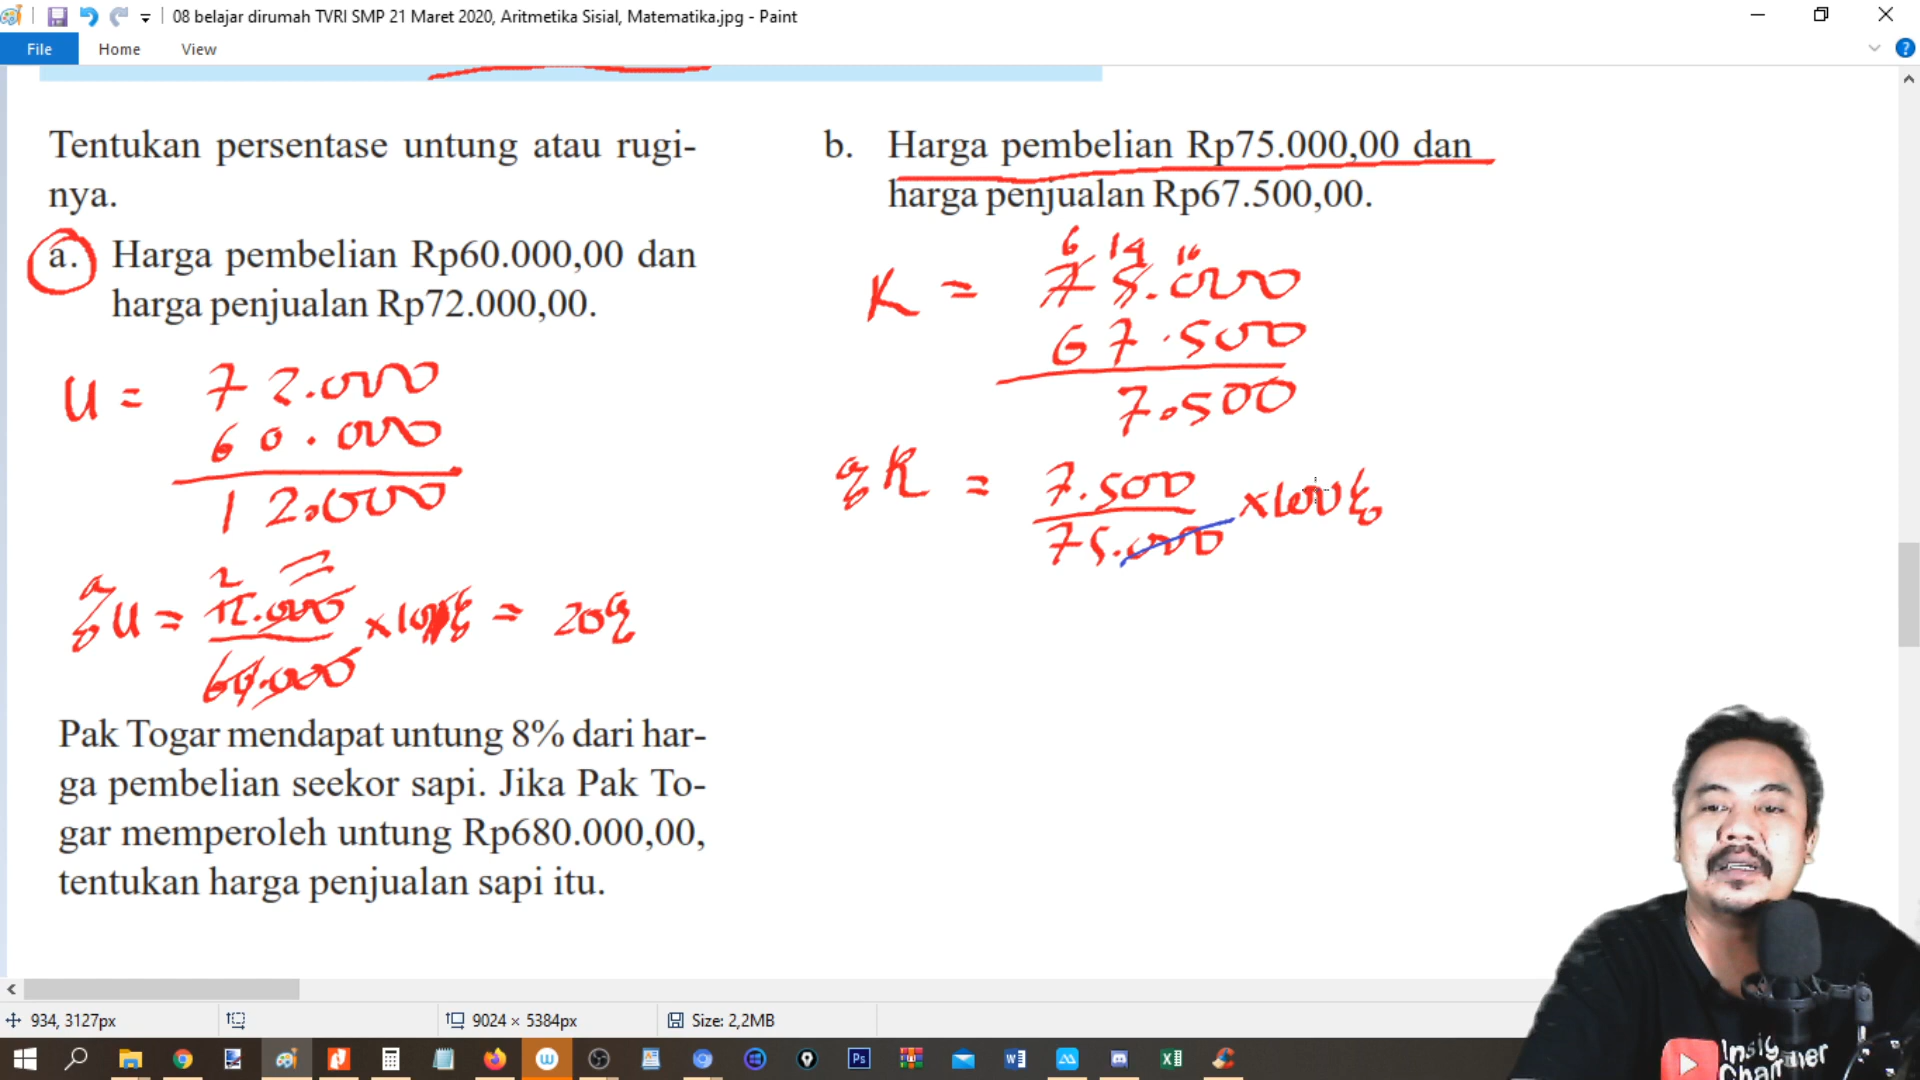 08 belajar dirumah TVRI SMP 21 Maret 2020, Aritmetika Sisial, Matematika.jpg - Paint
File Home View
Tentukan persentase untung atau rugi-
nya.
a. Harga pembelian Rp60.000,00 dan
harga penjualan Rp72.000,00.
U = 72.000
60.000
12.000
% U = 12.000 x 100% = 20%
2
60.000
Pak Togar mendapat untung 8% dari har-
ga pembelian seekor sapi. Jika Pak To-
gar memperoleh untung Rp680.000,00,
tentukan harga penjualan sapi itu.
b. Harga pembelian Rp75.000,00 dan
harga penjualan Rp67.500,00.
6 14 10
K = 75.000
67.500
7.500
% K = 7.500 x 100%
75.000
934, 3127px
9024 × 5384px
Size: 2,2MB
Ps